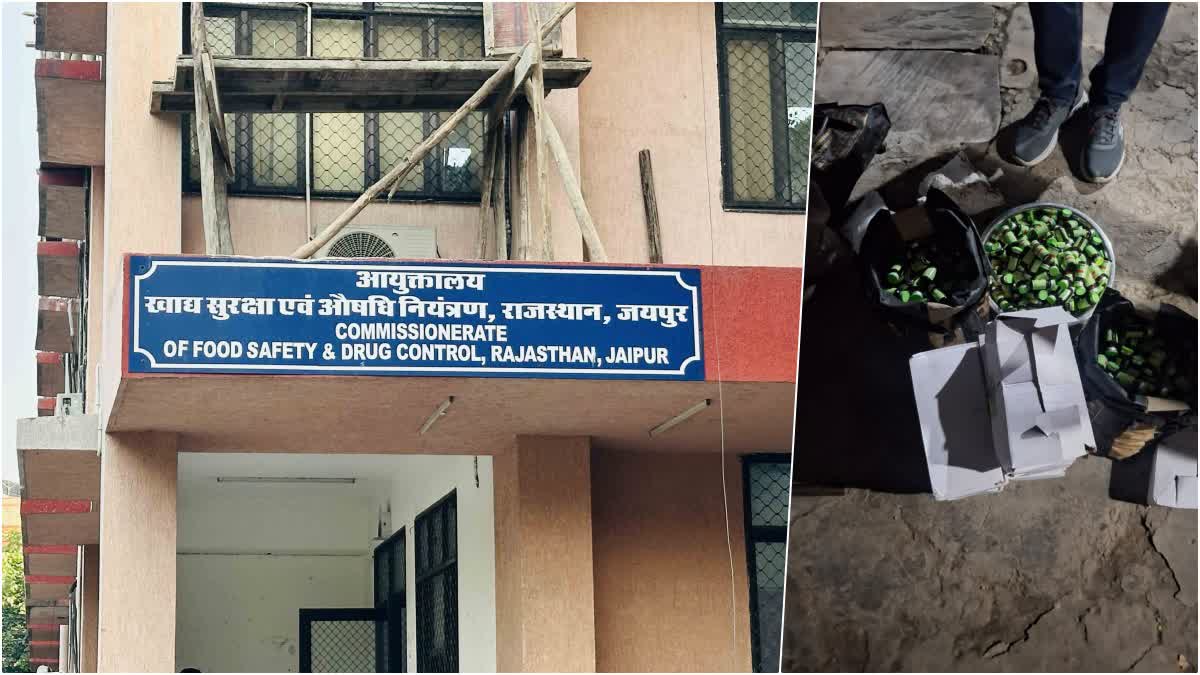 आयुक्तालय
खाद्य सुरक्षा एवं औषधि नियंत्रण, राजस्थान, जयपुर
COMMISSIONERATE
OF FOOD SAFETY & DRUG CONTROL, RAJASTHAN, JAIPUR